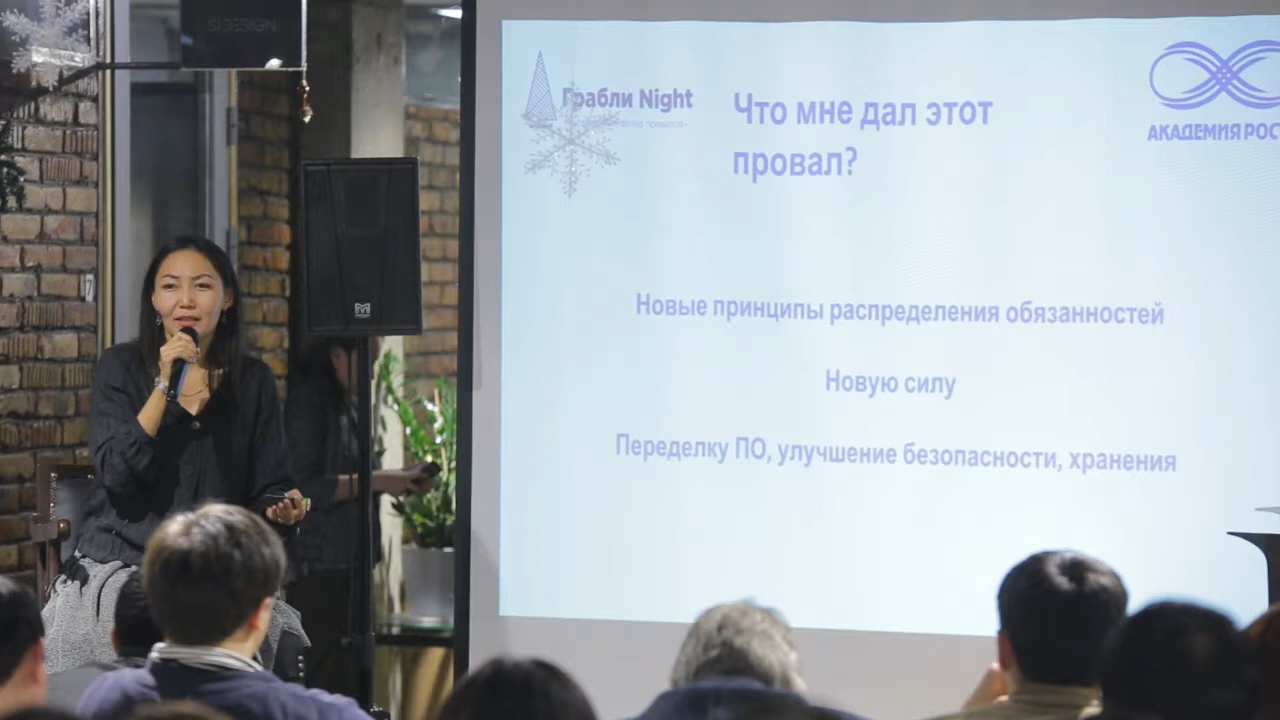 Грабли Night
Что мне дал этот
провал?
АКАДЕМИЯ РОС
Новые принципы распределения обязанностей
Новую силу
Переделку ПО, улучшение безопасности, хранения